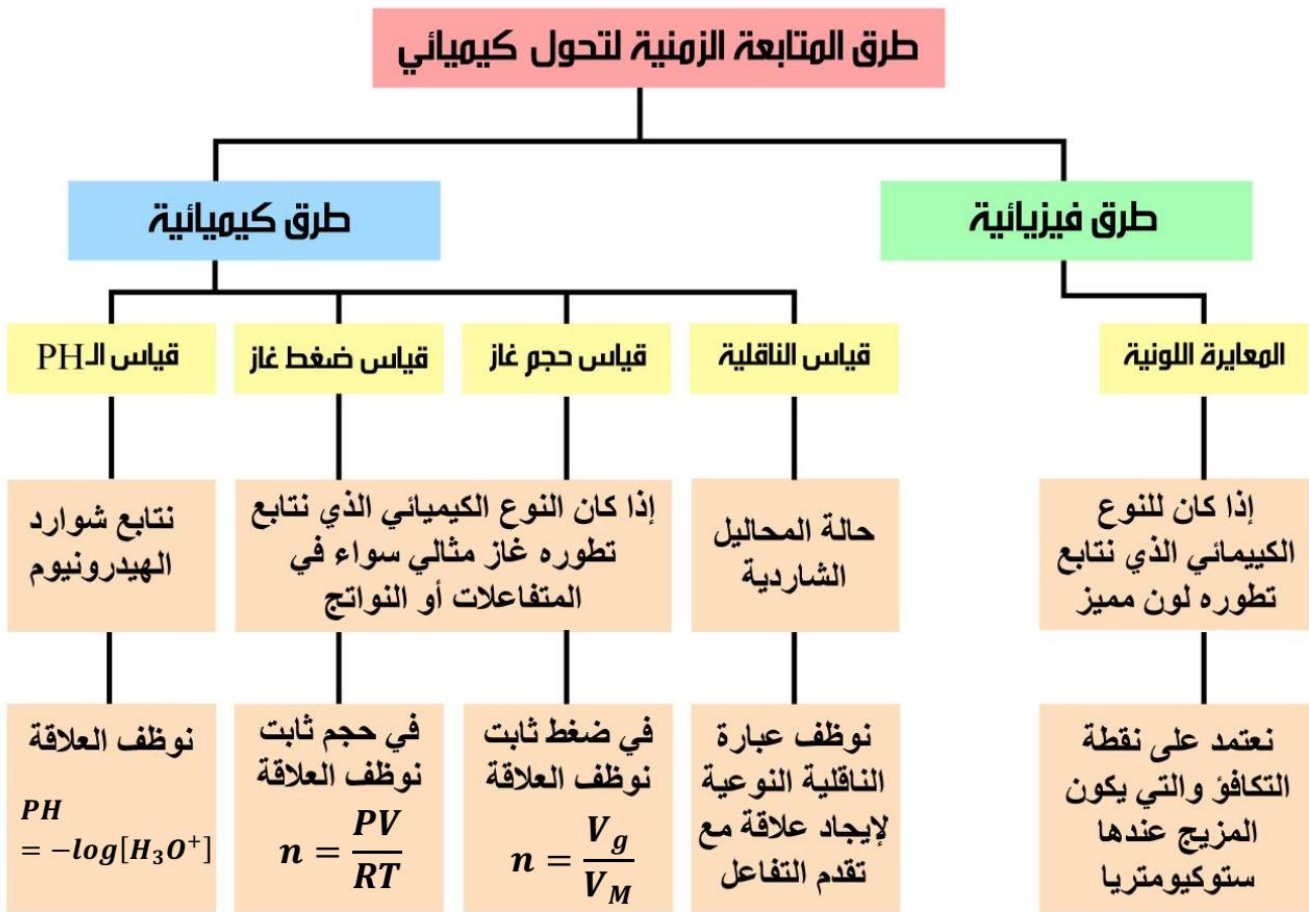 طرق المتابعة الزمنية لتحول كيميائي
طرق فيزيائية
طرق كيميائية
المعايرة اللونية
قياس الناقلية
قياس حجم غاز
قياس ضغط غاز
قياس الـPH
إذا كان للنوع
الكييمائي الذي نتابع
تطوره لون مميز
حالة المحاليل
الشاردية
إذا كان النوع الكيميائي الذي نتابع
تطوره غاز مثالي سواء في
المتفاعلات أو النواتج
نتابع شوارد
الهيدرونيوم
نعتمد على نقطة
التكافؤ والتي يكون
المزيج عندها
ستوكيومتريا
نوظف عبارة
الناقلية النوعية
لإيجاد علاقة مع
تقدم التفاعل
في ضغط ثابت
نوظف العلاقة
n = V_g / V_M
في حجم ثابت
نوظف العلاقة
n = PV / RT
نوظف العلاقة
PH
= −log[H₃O⁺]